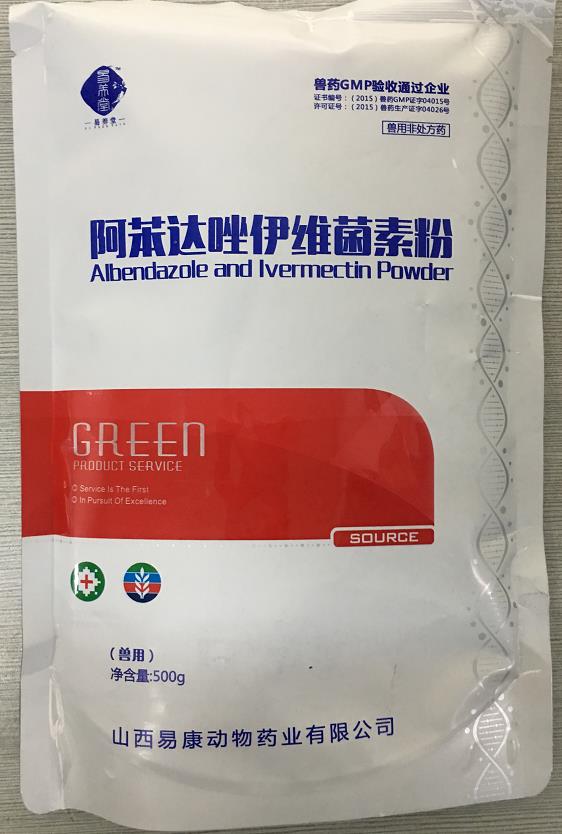 易养堂
TM
兽药GMP验收通过企业
证书编号：（2015）兽药GMP证字04015号
许可证号：（2015）兽药生产证字04026号
兽用非处方药
阿苯达唑伊维菌素粉
Albendazole and Ivermectin Powder
GREEN
PRODUCT SERVICE
Service Is The First
In Pursuit Of Excellence
SOURCE
（兽用）
净含量:500g
山西易康动物药业有限公司